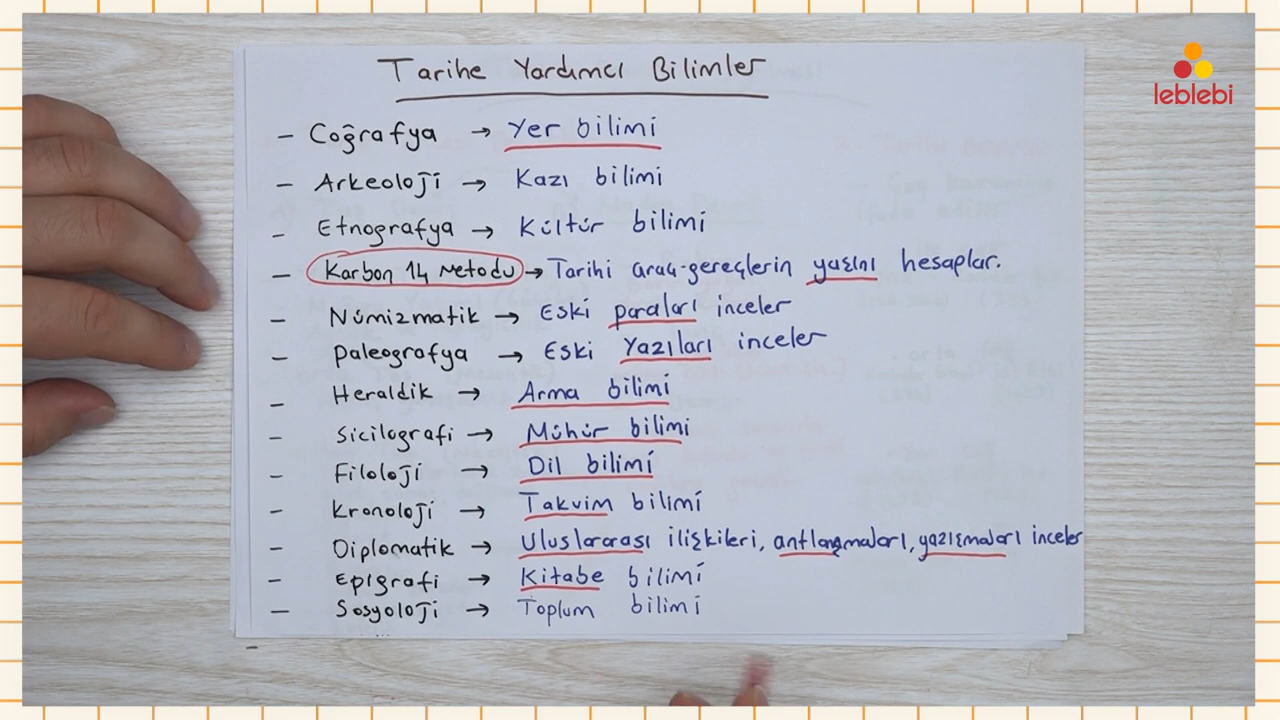 Tarihe Yardımcı Bilimler
leblebi
- Coğrafya → Yer bilimi
- Arkeoloji → Kazı bilimi
- Etnografya → Kültür bilimi
- Karbon 14 Metodu → Tarihi araç-gereçlerin yaşını hesaplar.
- Nümizmatik → Eski paraları inceler
- Paleografya → Eski Yazıları inceler
- Heraldik → Arma bilimi
- Sicilografi → Mühür bilimi
- Filoloji → Dil bilimi
- Kronoloji → Takvim bilimi
- Diplomatik → Uluslararası ilişkileri, antlaşmaları, yazışmaları inceler
- Epigrafi → Kitabe bilimi
- Sosyoloji → Toplum bilimi